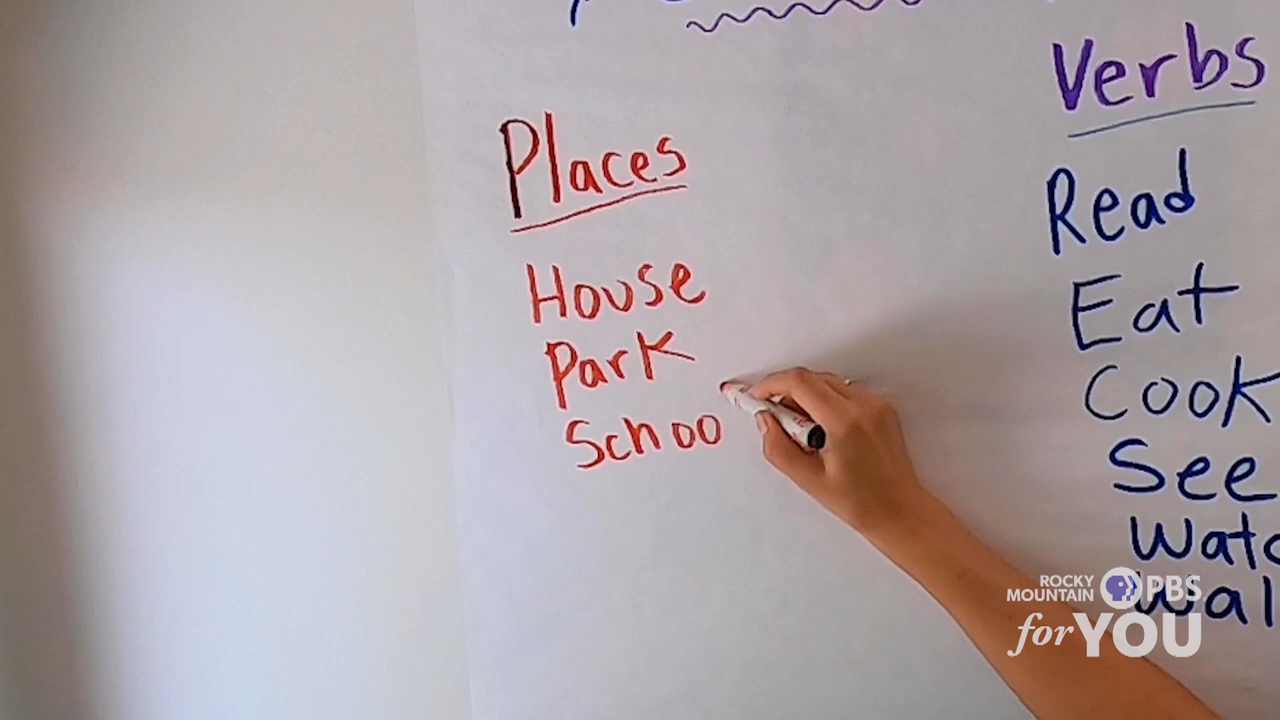 Places
House
Park
Schoo
Verbs
Read
Eat
Cook
See
ROCKY
MOUNTAIN PBS
for YOU